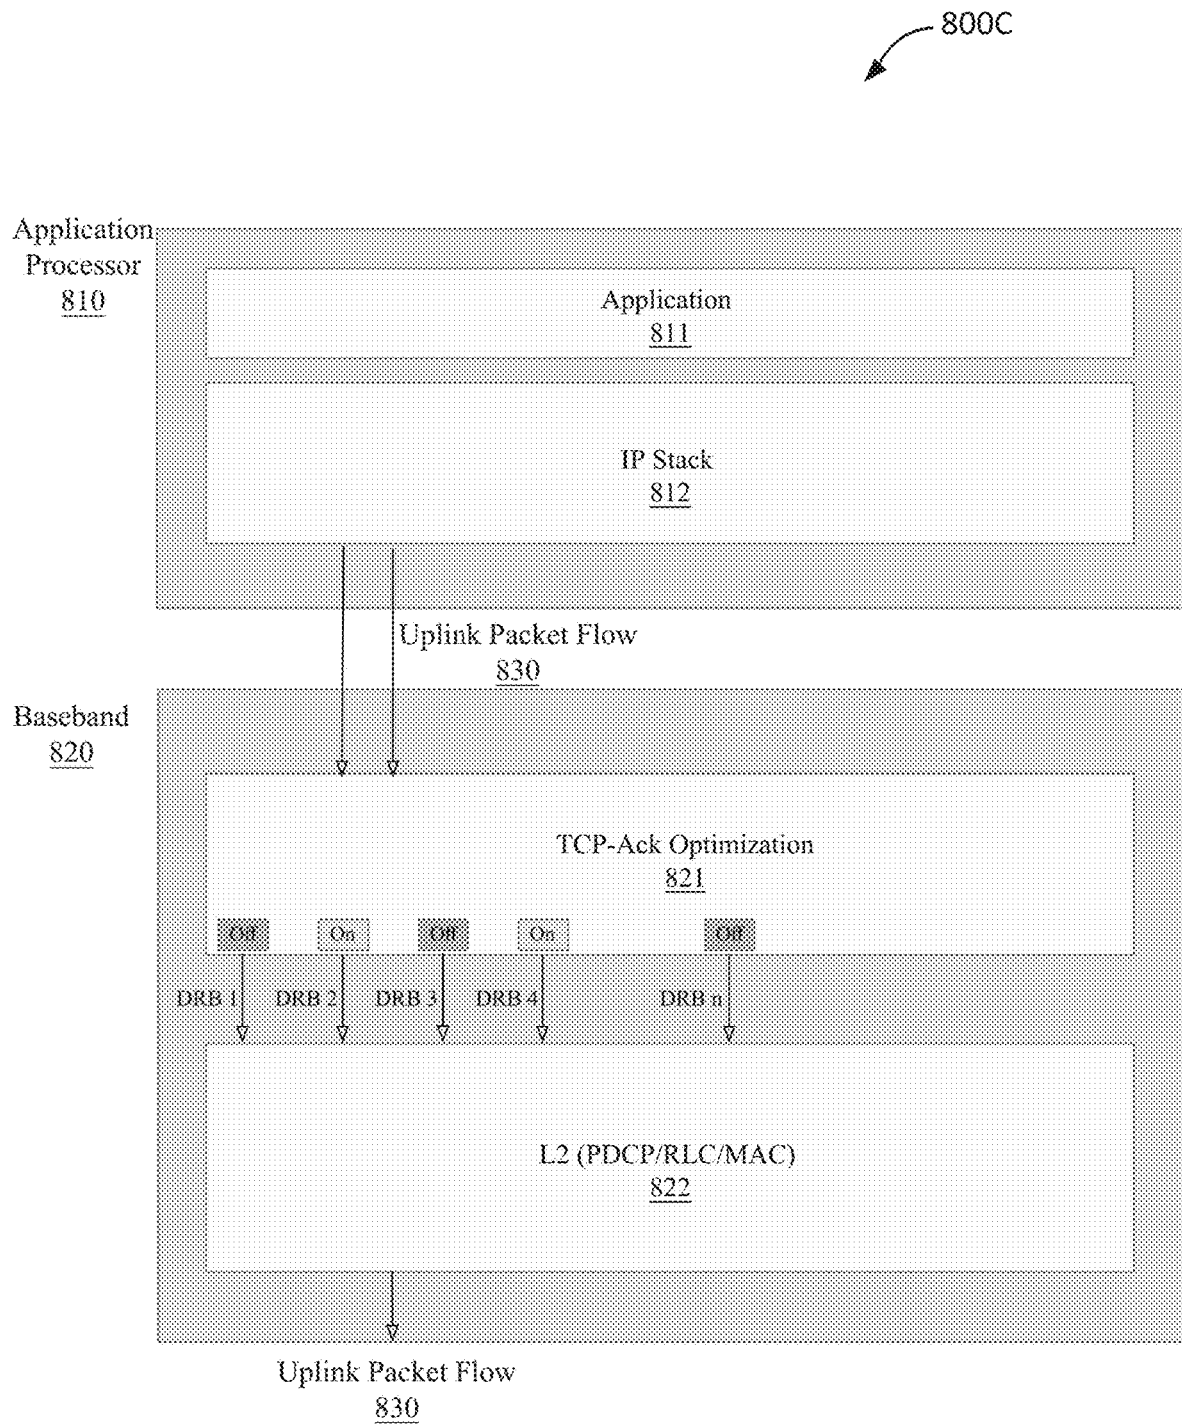 800C
Application
Processor
810
Application
811
IP Stack
812
Uplink Packet Flow
830
Baseband
820
TCP-Ack Optimization
821
Off On Off On Off
DRB 1 DRB 2 DRB 3 DRB 4 DRB n
L2 (PDCP/RLC/MAC)
822
Uplink Packet Flow
830